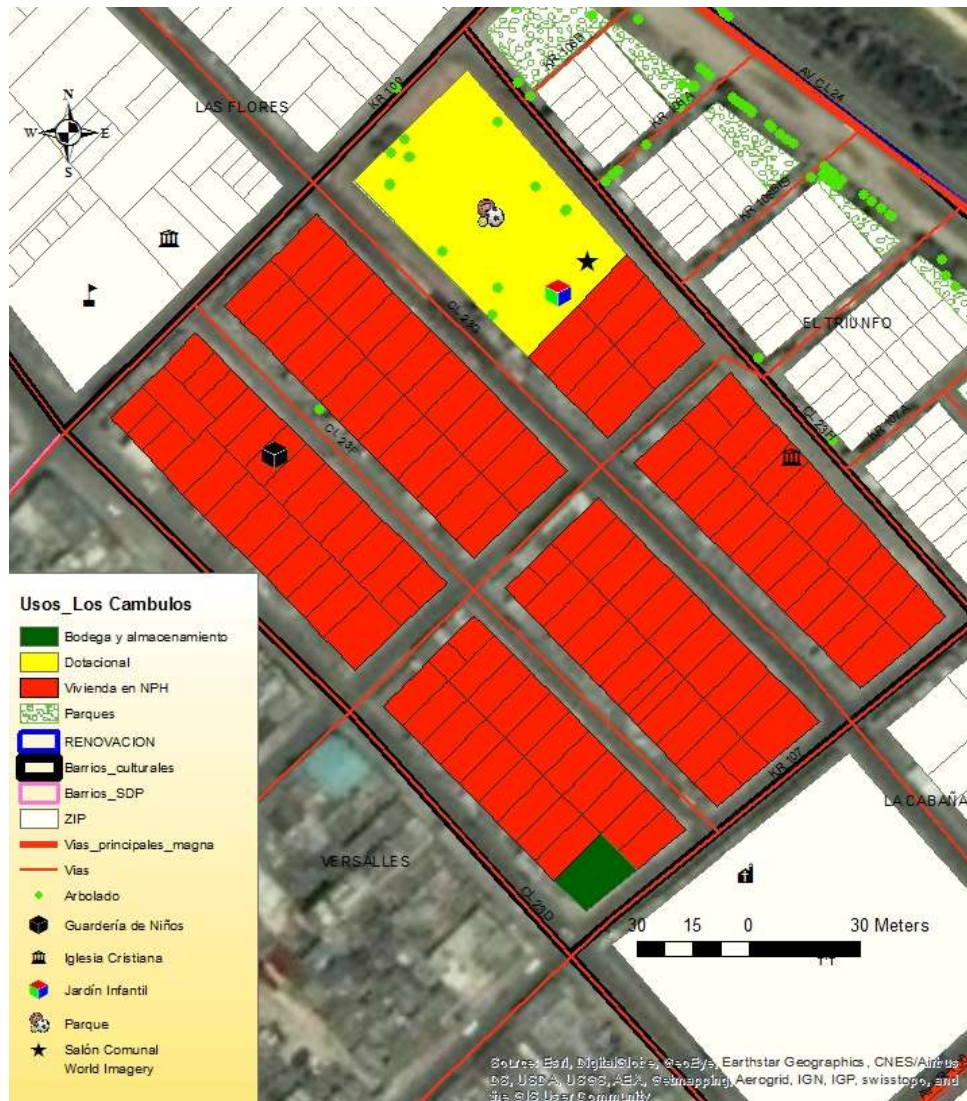 AV CL 24
KR 108B
KR 109
KR 108 A
LAS FLORES
N
W
E
S
KR 108 BIS
CL 23G
EL TRIUNFO
CL 23H
KR 107A
CL 23F
Usos_Los Cambulos
Bodega y almacenamiento
Dotacional
Vivienda en NPH
Parques
RENOVACION
Barrios_culturales
Barrios_SDP
ZIP
Vias_principales_magna
Vias
Arbolado
Guardería de Niños
Iglesia Cristiana
Jardín Infantil
Parque
Salón Comunal
World Imagery
KR 107
LA CABAÑA
VERSALLES
CL 23D
30 15 0 30 Meters
Source: Esri, DigitalGlobe, GeoEye, Earthstar Geographics, CNES/Airbus
DS, USDA, USGS, AEX, Getmapping, Aerogrid, IGN, IGP, swisstopo, and
the GIS User Community